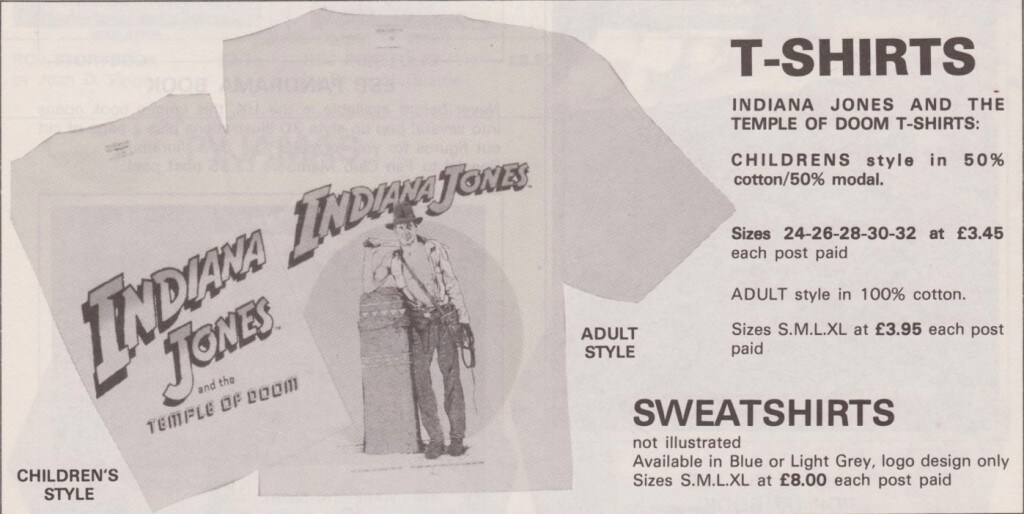 INDIANA JONES™
INDIANA
JONES™
and the
TEMPLE OF DOOM
CHILDREN'S
STYLE
ADULT
STYLE
T-SHIRTS
INDIANA JONES AND THE
TEMPLE OF DOOM T-SHIRTS:
CHILDRENS style in 50%
cotton/50% modal.
Sizes 24-26-28-30-32 at £3.45
each post paid
ADULT style in 100% cotton.
Sizes S.M.L.XL at £3.95 each post
paid
SWEATSHIRTS
not illustrated
Available in Blue or Light Grey, logo design only
Sizes S.M.L.XL at £8.00 each post paid